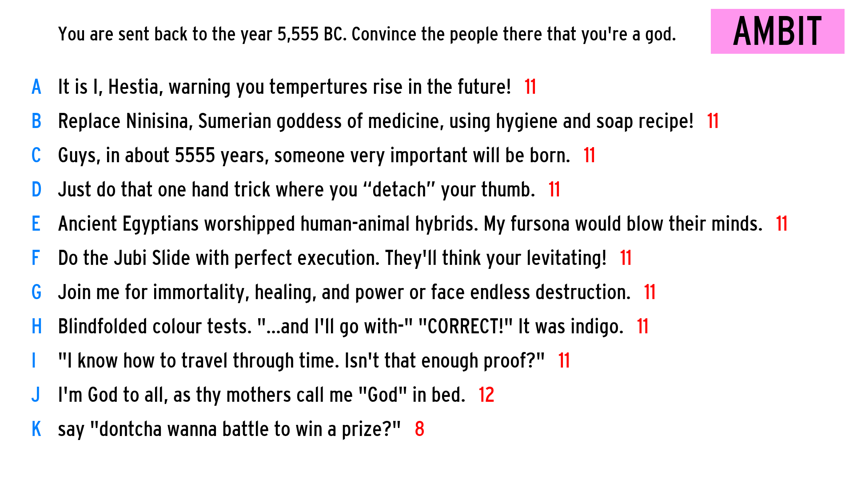 You are sent back to the year 5,555 BC. Convince the people there that you're a god. AMBIT
A It is I, Hestia, warning you tempertures rise in the future! 11
B Replace Ninisina, Sumerian goddess of medicine, using hygiene and soap recipe! 11
C Guys, in about 5555 years, someone very important will be born. 11
D Just do that one hand trick where you “detach” your thumb. 11
E Ancient Egyptians worshipped human-animal hybrids. My fursona would blow their minds. 11
F Do the Jubi Slide with perfect execution. They'll think your levitating! 11
G Join me for immortality, healing, and power or face endless destruction. 11
H Blindfolded colour tests. "...and I'll go with-" "CORRECT!" It was indigo. 11
I "I know how to travel through time. Isn't that enough proof?" 11
J I'm God to all, as thy mothers call me "God" in bed. 12
K say "dontcha wanna battle to win a prize?" 8